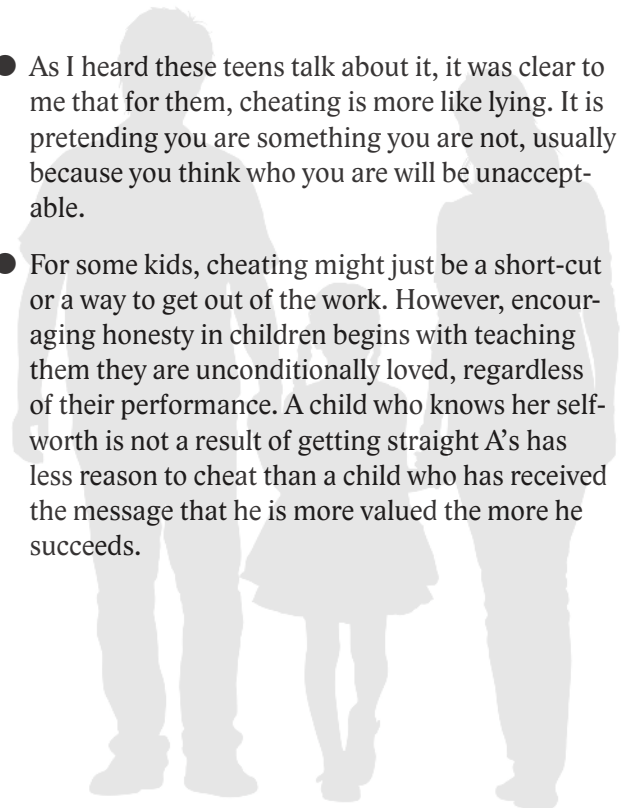 ● As I heard these teens talk about it, it was clear to
me that for them, cheating is more like lying. It is
pretending you are something you are not, usually
because you think who you are will be unaccept-
able.
● For some kids, cheating might just be a short-cut
or a way to get out of the work. However, encour-
aging honesty in children begins with teaching
them they are unconditionally loved, regardless
of their performance. A child who knows her self-
worth is not a result of getting straight A’s has
less reason to cheat than a child who has received
the message that he is more valued the more he
succeeds.